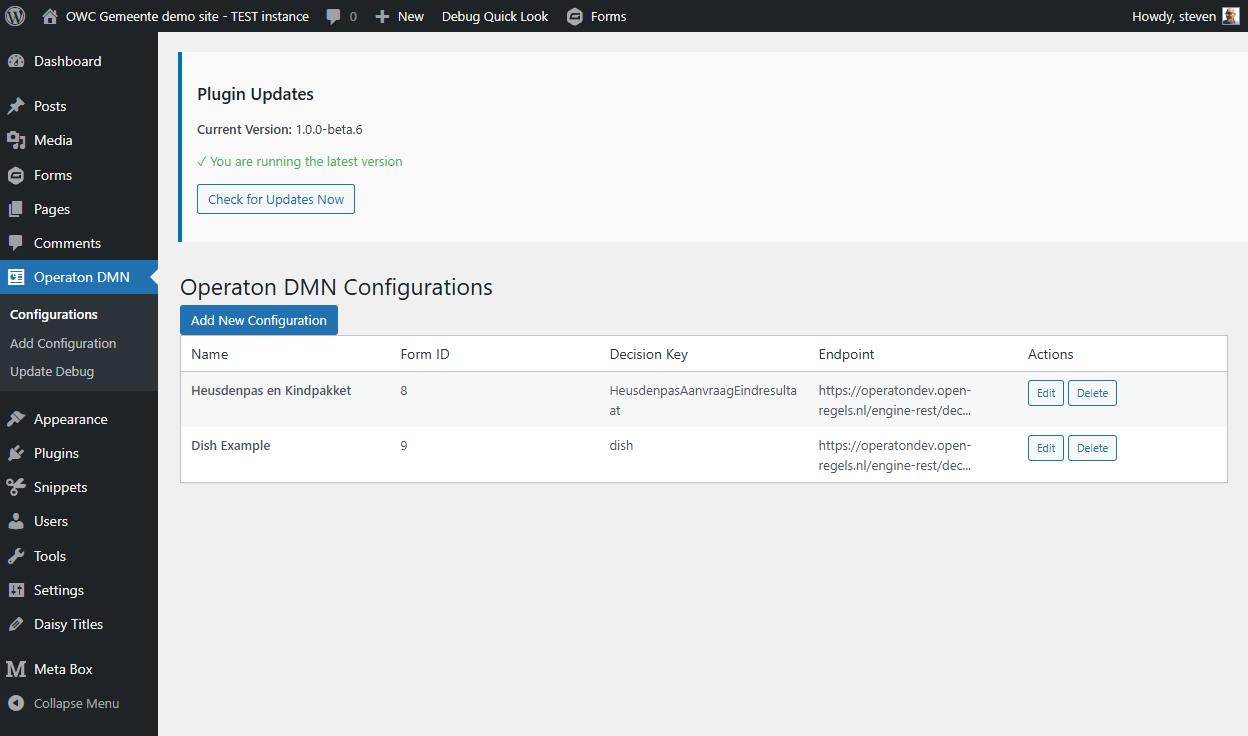 OWC Gemeente demo site - TEST instance 0 New Debug Quick Look Forms Howdy, steven
Dashboard
Posts
Media
Forms
Pages
Comments
Operaton DMN
Configurations
Add Configuration
Update Debug
Appearance
Plugins
Snippets
Users
Tools
Settings
Daisy Titles
Meta Box
Collapse Menu
Plugin Updates
Current Version: 1.0.0-beta.6
✓ You are running the latest version
Check for Updates Now
Operaton DMN Configurations
Add New Configuration
Name Form ID Decision Key Endpoint Actions
Heusdenpas en Kindpakket 8 HeusdenpasAanvraagEindresulta https://operatondev.open- Edit Delete
at regels.nl/engine-rest/dec...
Dish Example 9 dish https://operatondev.open- Edit Delete
regels.nl/engine-rest/dec...